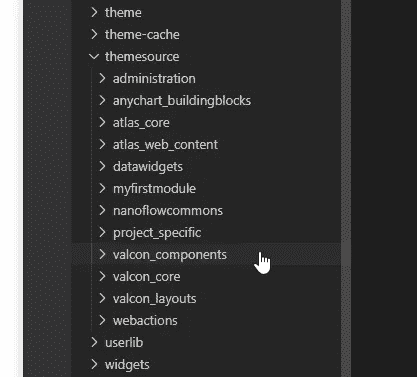 theme
theme-cache
themesource
administration
anychart_buildingblocks
atlas_core
atlas_web_content
datawidgets
myfirstmodule
nanoflowcommons
project_specific
valcon_components
valcon_core
valcon_layouts
webactions
userlib
widgets